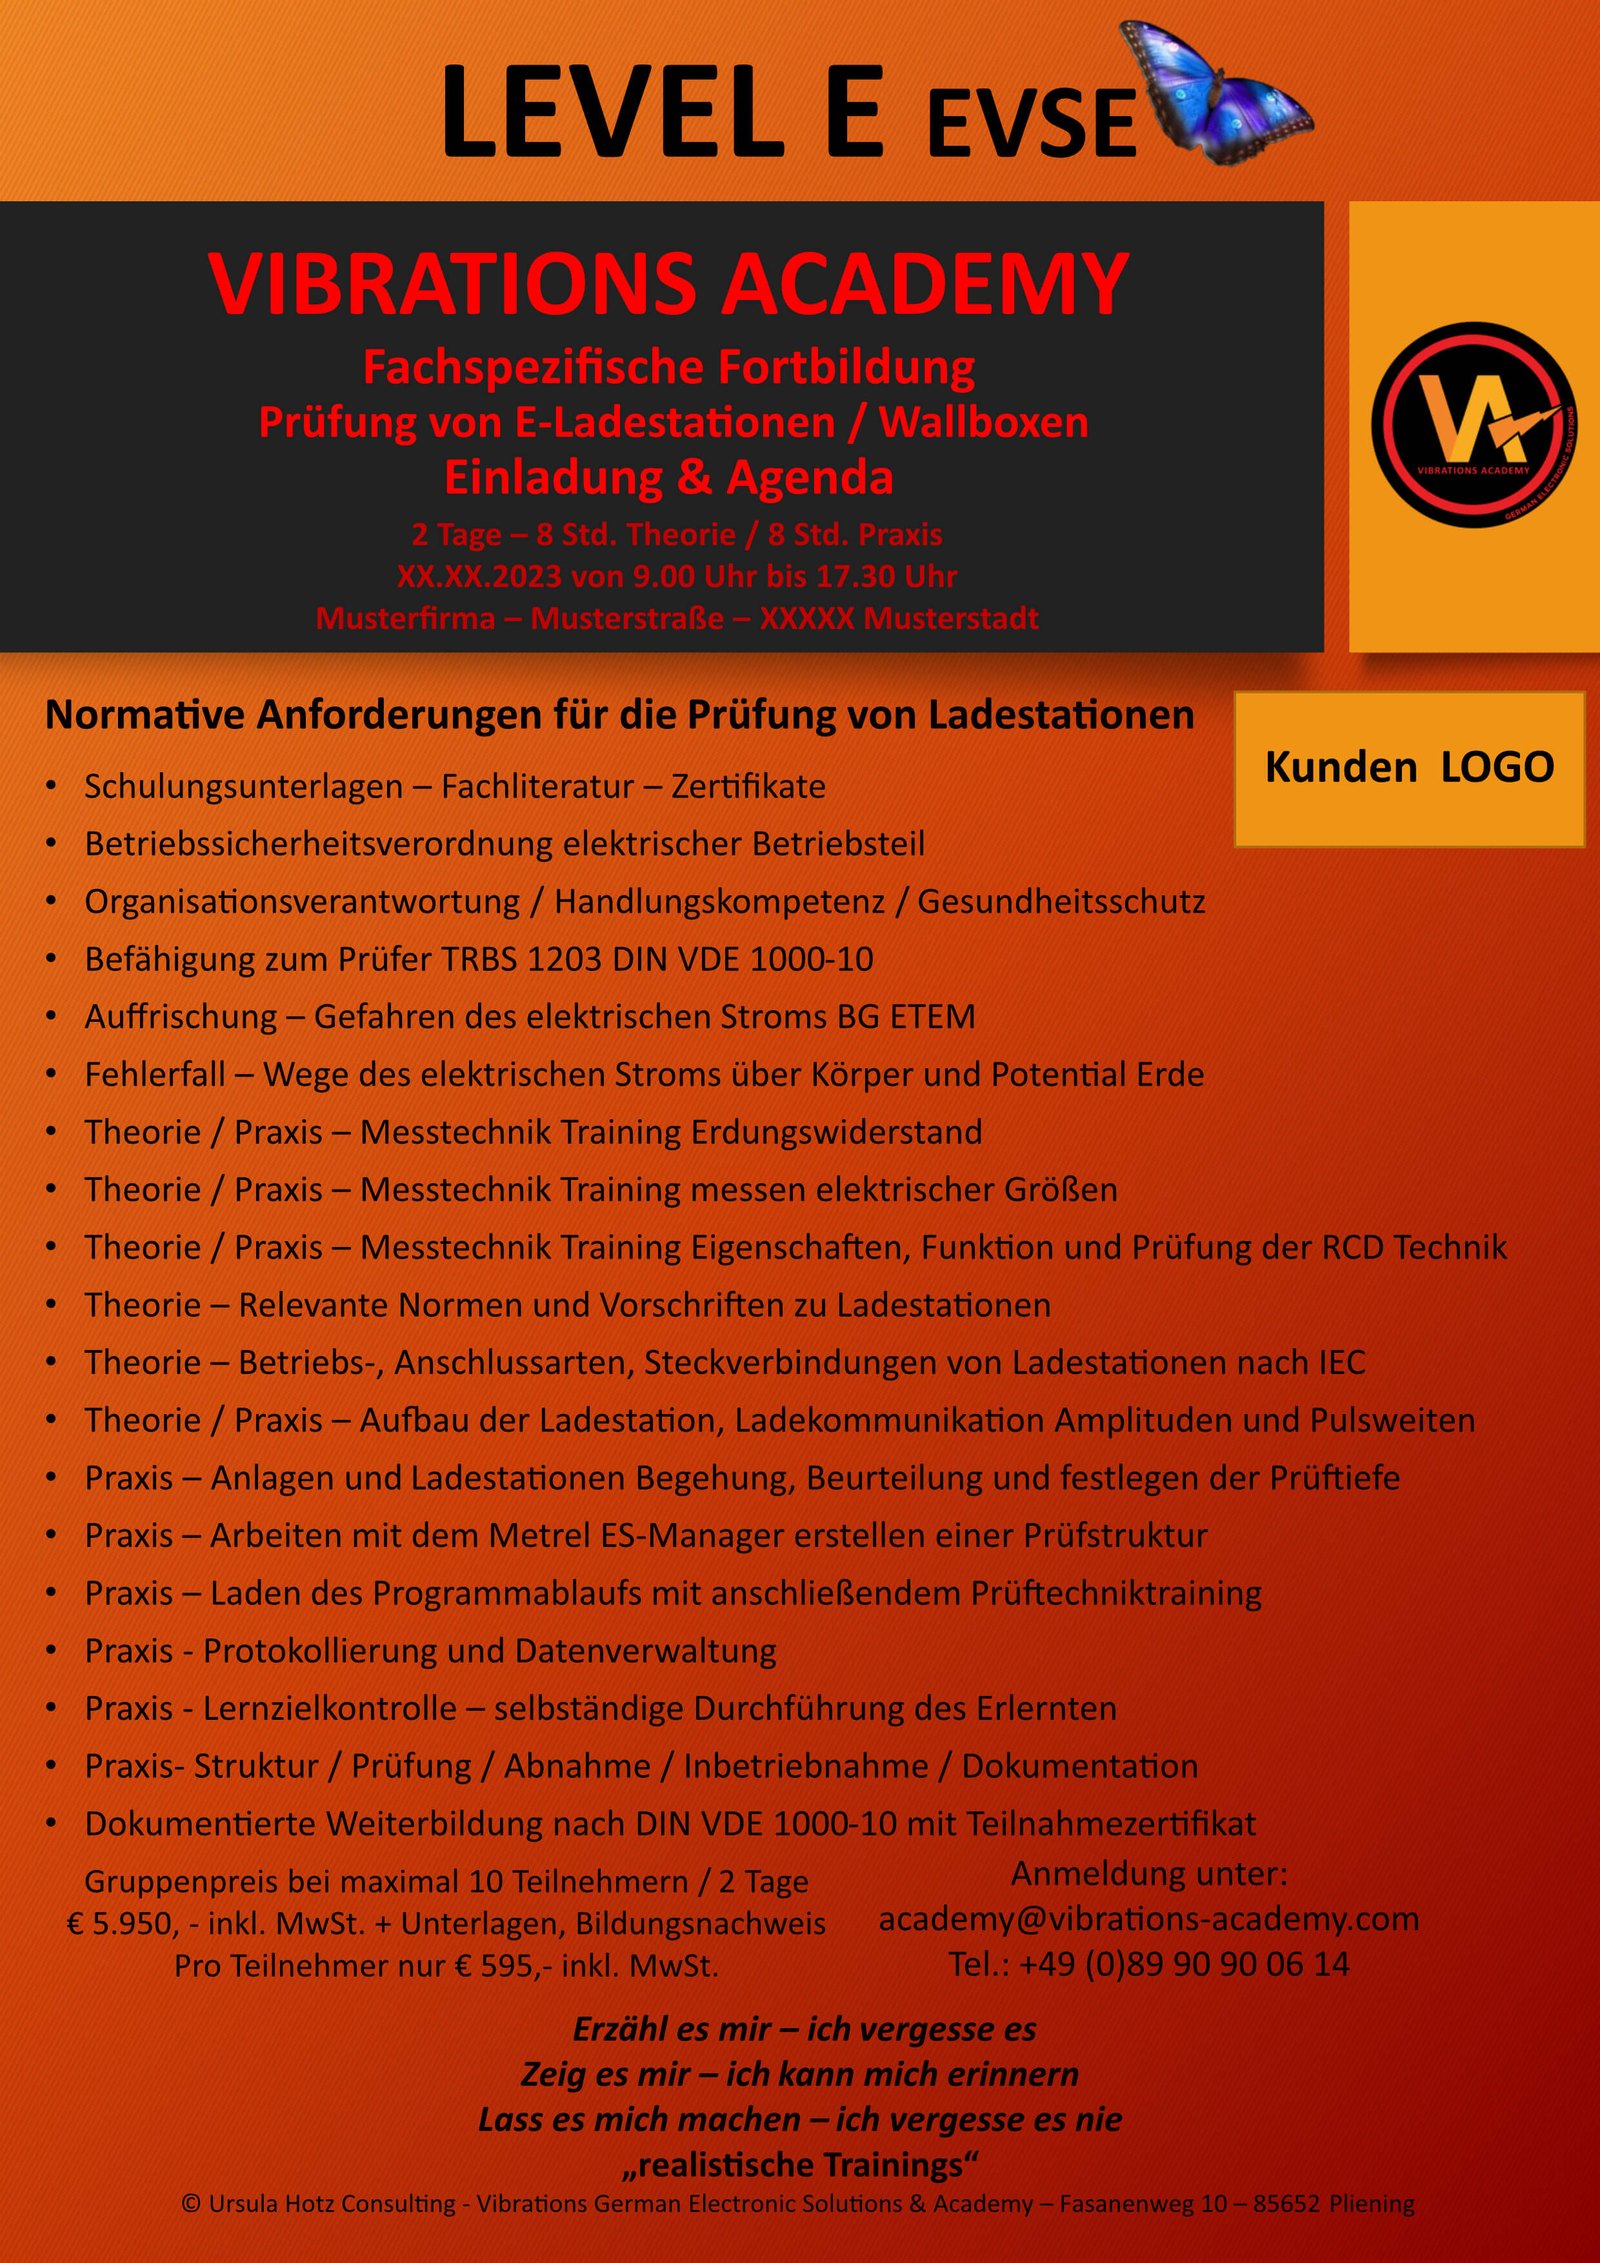 LEVEL E EVSE
VIBRATIONS ACADEMY
Fachspezifische Fortbildung
Prüfung von E-Ladestationen / Wallboxen
Einladung & Agenda
2 Tage – 8 Std. Theorie / 8 Std. Praxis
XX.XX.2023 von 9.00 Uhr bis 17.30 Uhr
Musterfirma – Musterstraße – XXXXX Musterstadt
VA
VIBRATIONS ACADEMY
GERMAN ELECTRONIC SOLUTIONS
Normative Anforderungen für die Prüfung von Ladestationen
Kunden LOGO
• Schulungsunterlagen – Fachliteratur – Zertifikate
• Betriebssicherheitsverordnung elektrischer Betriebsteil
• Organisationsverantwortung / Handlungskompetenz / Gesundheitsschutz
• Befähigung zum Prüfer TRBS 1203 DIN VDE 1000-10
• Auffrischung – Gefahren des elektrischen Stroms BG ETEM
• Fehlerfall – Wege des elektrischen Stroms über Körper und Potential Erde
• Theorie / Praxis – Messtechnik Training Erdungswiderstand
• Theorie / Praxis – Messtechnik Training messen elektrischer Größen
• Theorie / Praxis – Messtechnik Training Eigenschaften, Funktion und Prüfung der RCD Technik
• Theorie – Relevante Normen und Vorschriften zu Ladestationen
• Theorie – Betriebs-, Anschlussarten, Steckverbindungen von Ladestationen nach IEC
• Theorie / Praxis – Aufbau der Ladestation, Ladekommunikation Amplituden und Pulsweiten
• Praxis – Anlagen und Ladestationen Begehung, Beurteilung und festlegen der Prüftiefe
• Praxis – Arbeiten mit dem Metrel ES-Manager erstellen einer Prüfstruktur
• Praxis – Laden des Programmablaufs mit anschließendem Prüftechniktraining
• Praxis - Protokollierung und Datenverwaltung
• Praxis - Lernzielkontrolle – selbständige Durchführung des Erlernten
• Praxis- Struktur / Prüfung / Abnahme / Inbetriebnahme / Dokumentation
• Dokumentierte Weiterbildung nach DIN VDE 1000-10 mit Teilnahmezertifikat
Gruppenpreis bei maximal 10 Teilnehmern / 2 Tage
€ 5.950, - inkl. MwSt. + Unterlagen, Bildungsnachweis
Pro Teilnehmer nur € 595,- inkl. MwSt.
Anmeldung unter:
academy@vibrations-academy.com
Tel.: +49 (0)89 90 90 06 14
Erzähl es mir – ich vergesse es
Zeig es mir – ich kann mich erinnern
Lass es mich machen – ich vergesse es nie
„realistische Trainings“
© Ursula Hotz Consulting - Vibrations German Electronic Solutions & Academy – Fasanenweg 10 – 85652 Pliening